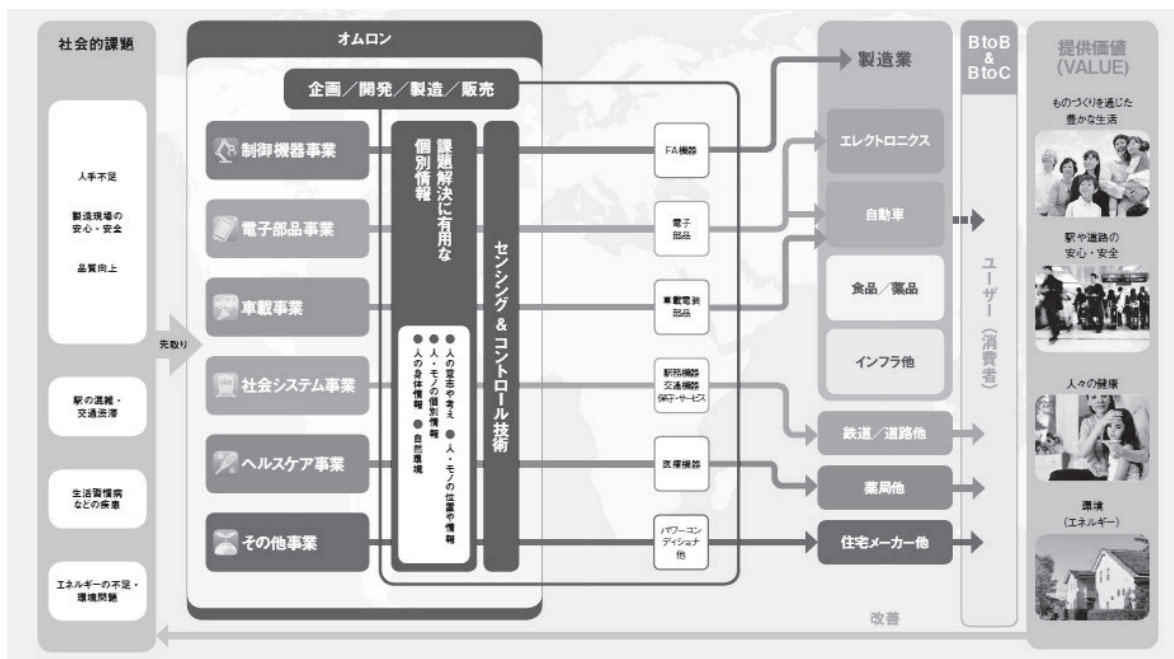 社会的課題
人手不足
製造現場の
安心・安全
品質向上
駅の混雑・
交通渋滞
生活習慣病
などの疾患
エネルギーの不足・
環境問題
先取り
オムロン
企画／開発／製造／販売
制御機器事業
電子部品事業
車載事業
社会システム事業
ヘルスケア事業
その他事業
課題解決に有用な
個別情報
●人の意志や考え ●人・モノの位置や情報
●人・モノの個別情報
●人の身体情報 ●自然環境
センシング & コントロール技術
FA機器
電子
部品
車載電装
部品
駅務機器
交通機器
保守・サービス
医療機器
パワーコン
ディショナ
他
製造業
エレクトロニクス
自動車
食品／薬品
インフラ他
鉄道／道路他
薬局他
住宅メーカー他
BtoB
&
BtoC
ユーザー（消費者）
提供価値
(VALUE)
ものづくりを通じた
豊かな生活
駅や道路の
安心・安全
人々の健康
環境
（エネルギー）
改善